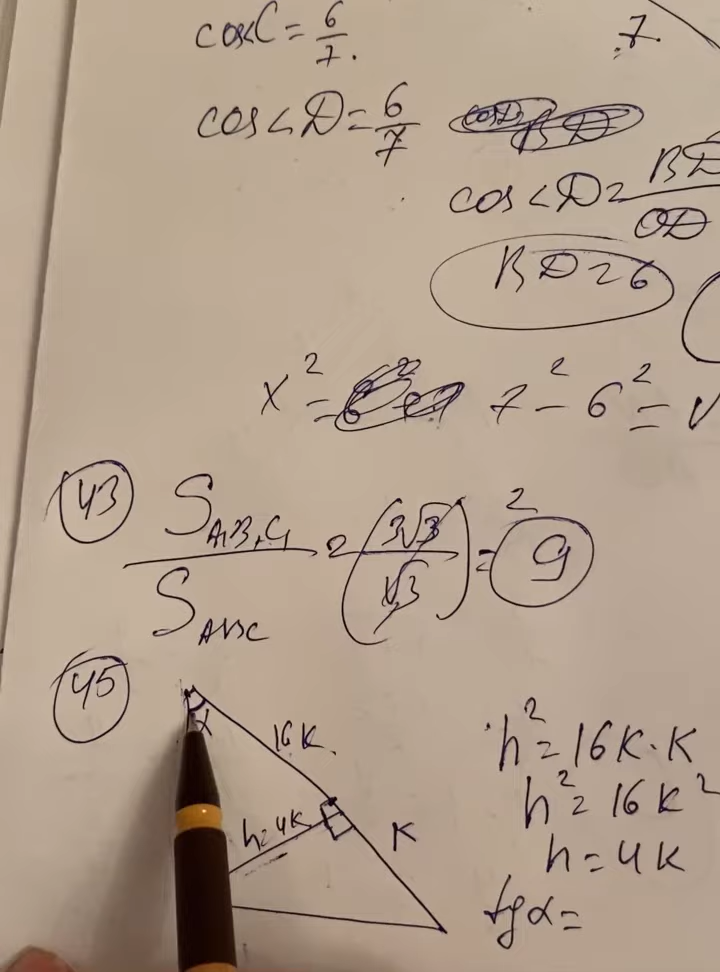 cos<C = 6/7.
7.
cos<D = 6/7
cos<D = BD/OD
BD = 6
x² = 7² - 6² = √
43 S A₁B₁C₁ / S ABC = (3√3/√3)² = 9
45
α
16K
h=4K
K
h² = 16K·K
h² = 16K²
h = 4K
tgα =